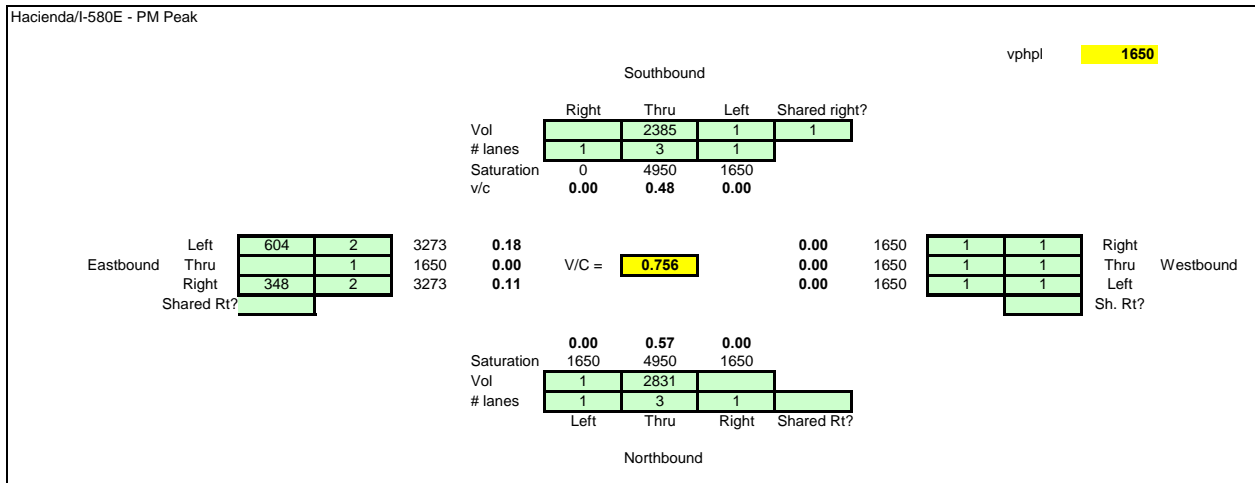 Hacienda/I-580E - PM Peak
vphpl 1650
Southbound
Right Thru Left Shared right?
Vol 2385 1 1
# lanes 1 3 1
Saturation 0 4950 1650
v/c 0.00 0.48 0.00
Left 604 2 3273 0.18 0.00 1650 1 1 Right
Eastbound Thru 1 1650 0.00 V/C = 0.756 0.00 1650 1 1 Thru Westbound
Right 348 2 3273 0.11 0.00 1650 1 1 Left
Shared Rt? Sh. Rt?
0.00 0.57 0.00
Saturation 1650 4950 1650
Vol 1 2831
# lanes 1 3 1
Left Thru Right Shared Rt?
Northbound